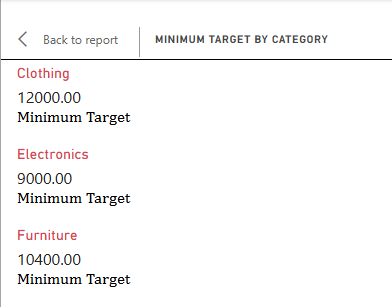 Back to report
MINIMUM TARGET BY CATEGORY
Clothing
12000.00
Minimum Target
Electronics
9000.00
Minimum Target
Furniture
10400.00
Minimum Target